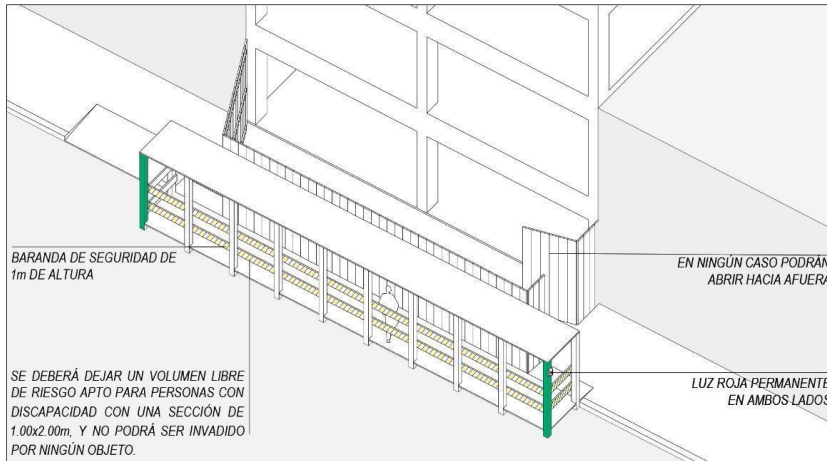 BARANDA DE SEGURIDAD DE
1m DE ALTURA
SE DEBERÁ DEJAR UN VOLUMEN LIBRE
DE RIESGO APTO PARA PERSONAS CON
DISCAPACIDAD CON UNA SECCIÓN DE
1.00x2.00m, Y NO PODRÁ SER INVADIDO
POR NINGÚN OBJETO.
EN NINGÚN CASO PODRÁN
ABRIR HACIA AFUERA
LUZ ROJA PERMANENTE
EN AMBOS LADOS